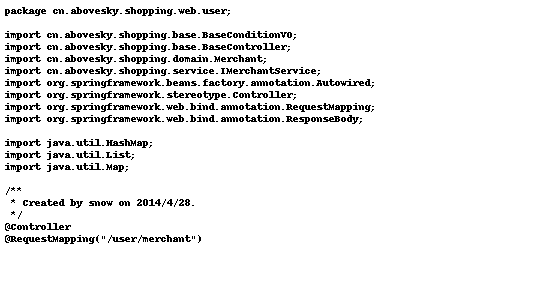 package cn.abovesky.shopping.web.user;
import cn.abovesky.shopping.base.BaseConditionVO;
import cn.abovesky.shopping.base.BaseController;
import cn.abovesky.shopping.domain.Merchant;
import cn.abovesky.shopping.service.IMerchantService;
import org.springframework.beans.factory.annotation.Autowired;
import org.springframework.stereotype.Controller;
import org.springframework.web.bind.annotation.RequestMapping;
import org.springframework.web.bind.annotation.ResponseBody;
import java.util.HashMap;
import java.util.List;
import java.util.Map;
/**
 * Created by snow on 2014/4/28.
 */
@Controller
@RequestMapping("/user/merchant")